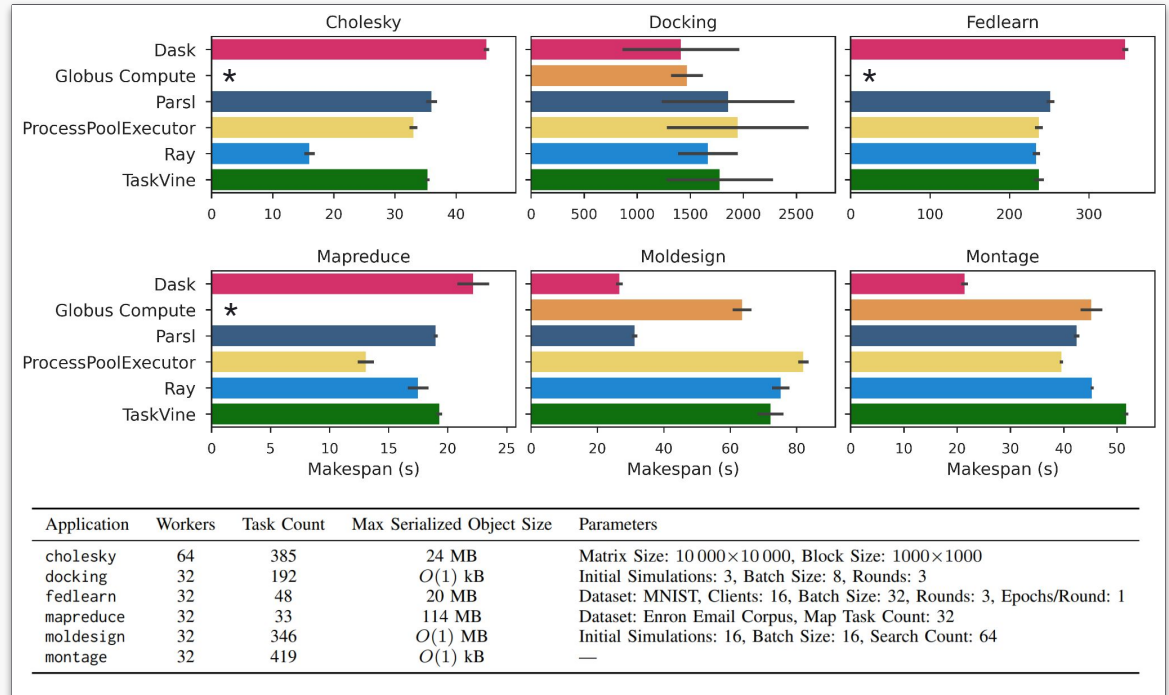 Cholesky Docking Fedlearn
Dask
Globus Compute *  *
Parsl
ProcessPoolExecutor
Ray
TaskVine
0 10 20 30 40 0 500 1000 1500 2000 2500 0 100 200 300
Mapreduce Moldesign Montage
Dask
Globus Compute *
Parsl
ProcessPoolExecutor
Ray
TaskVine
0 5 10 15 20 25 0 20 40 60 80 0 10 20 30 40 50
Makespan (s) Makespan (s) Makespan (s)
Application Workers Task Count Max Serialized Object Size Parameters
cholesky 64 385 24 MB Matrix Size: 10 000×10 000, Block Size: 1000×1000
docking 32 192 O(1) kB Initial Simulations: 3, Batch Size: 8, Rounds: 3
fedlearn 32 48 20 MB Dataset: MNIST, Clients: 16, Batch Size: 32, Rounds: 3, Epochs/Round: 1
mapreduce 32 33 114 MB Dataset: Enron Email Corpus, Map Task Count: 32
moldesign 32 346 O(1) MB Initial Simulations: 16, Batch Size: 16, Search Count: 64
montage 32 419 O(1) kB —